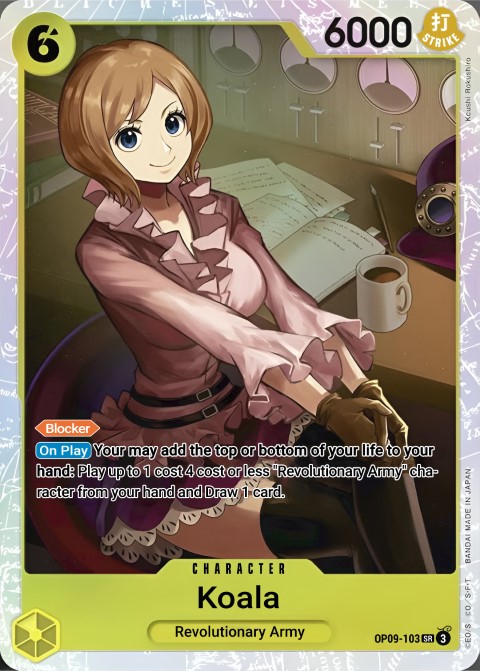 6
6000
打
STRIKE
Koushi Rokushiro
Blocker
On Play Your may add the top or bottom of your life to your
hand: Play up to 1 cost 4 cost or less "Revolutionary Army" cha-
racter from your hand and Draw 1 card.
BANDAI MADE IN JAPAN
©E.O/S ©O/S·F·T
CHARACTER
Koala
Revolutionary Army
OP09-103 SR 3